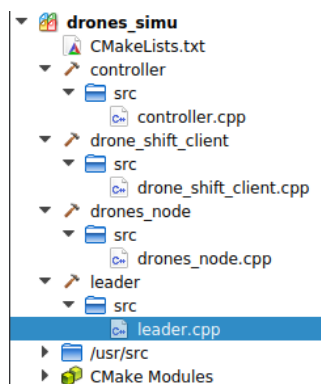 drones_simu
CMakeLists.txt
controller
src
controller.cpp
drone_shift_client
src
drone_shift_client.cpp
drones_node
src
drones_node.cpp
leader
src
leader.cpp
/usr/src
CMake Modules